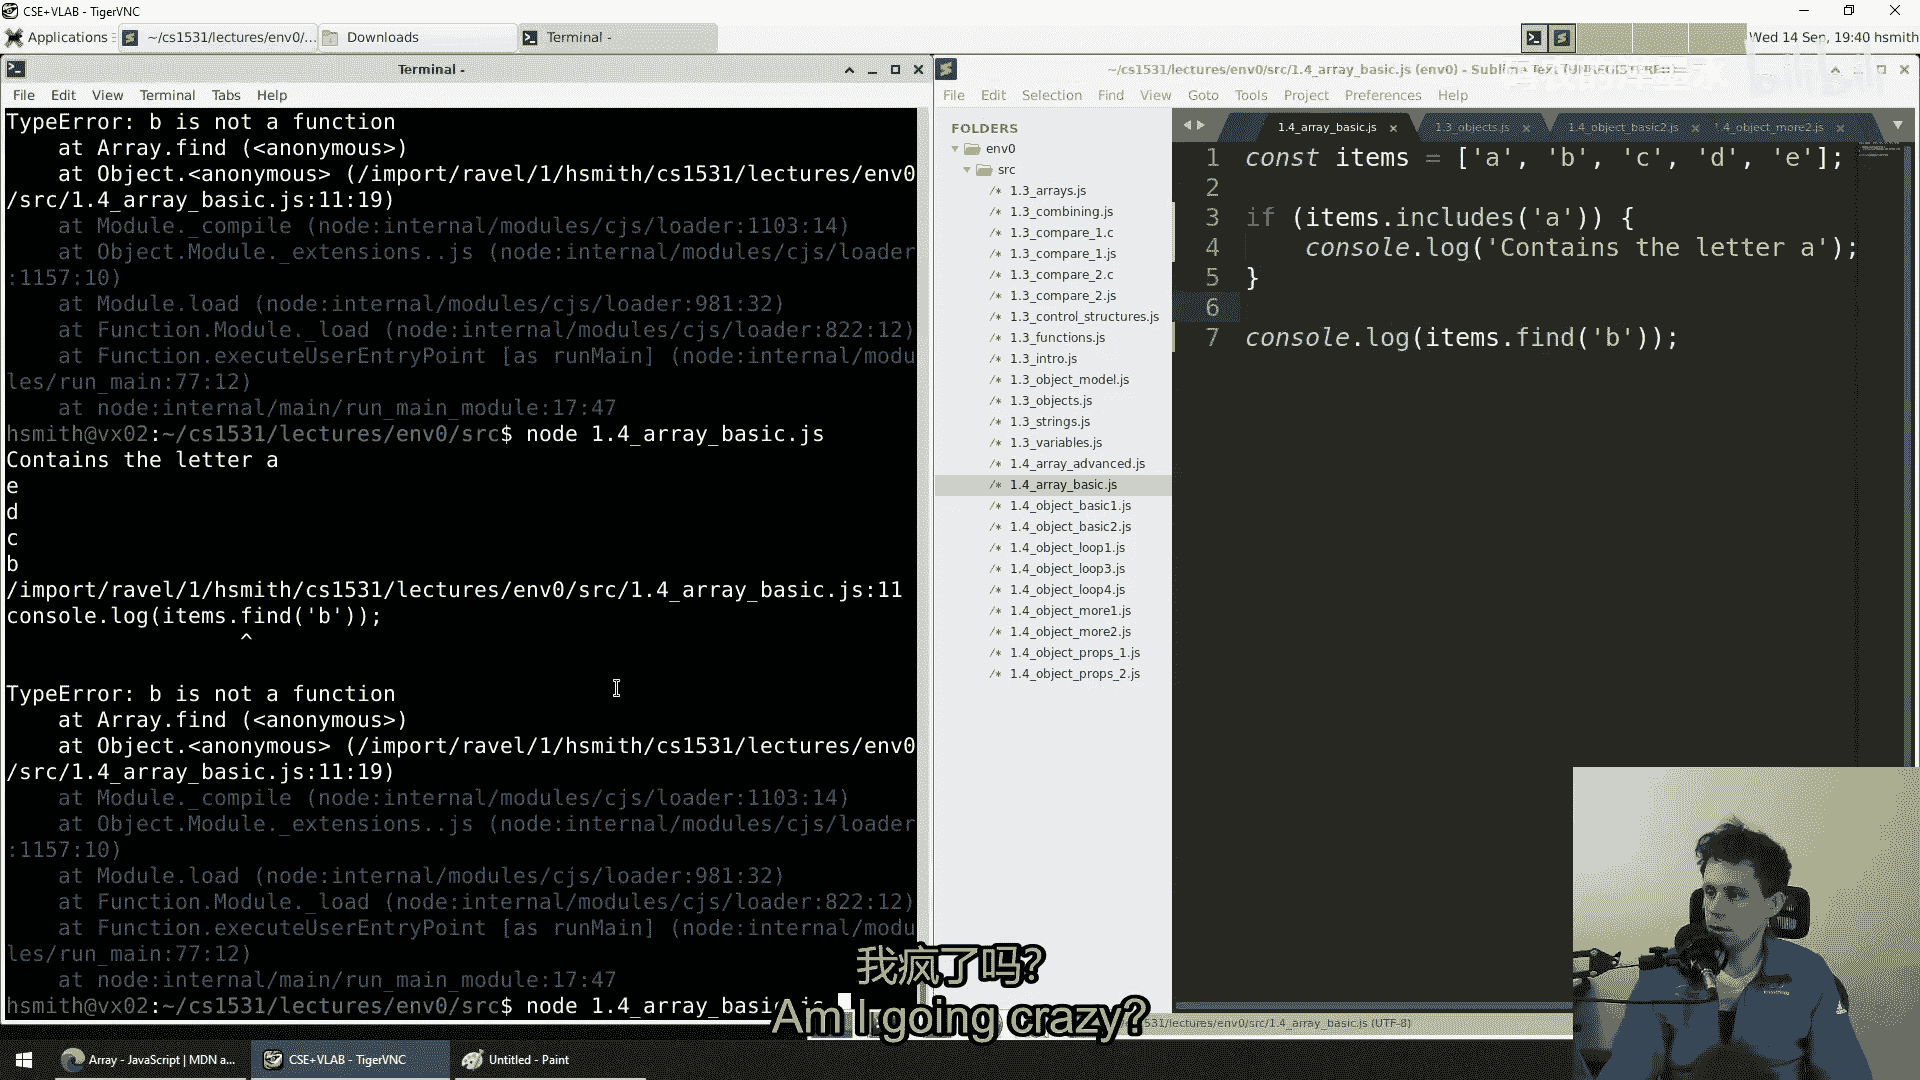 CSE+VLAB - TigerVNC
Applications
~/cs1531/lectures/env0/...
Downloads
Terminal -
Wed 14 Sep, 19:40 hsmith
Terminal -
File Edit View Terminal Tabs Help
TypeError: b is not a function
    at Array.find (<anonymous>)
    at Object.<anonymous> (/import/ravel/1/hsmith/cs1531/lectures/env0
/src/1.4_array_basic.js:11:19)
    at Module._compile (node:internal/modules/cjs/loader:1103:14)
    at Object.Module._extensions..js (node:internal/modules/cjs/loader
:1157:10)
    at Module.load (node:internal/modules/cjs/loader:981:32)
    at Function.Module._load (node:internal/modules/cjs/loader:822:12)
    at Function.executeUserEntryPoint [as runMain] (node:internal/modu
les/run_main:77:12)
    at node:internal/main/run_main_module:17:47
hsmith@vx02:~/cs1531/lectures/env0/src$ node 1.4_array_basic.js
Contains the letter a
e
d
c
b
/import/ravel/1/hsmith/cs1531/lectures/env0/src/1.4_array_basic.js:11
console.log(items.find('b'));
^
TypeError: b is not a function
    at Array.find (<anonymous>)
    at Object.<anonymous> (/import/ravel/1/hsmith/cs1531/lectures/env0
/src/1.4_array_basic.js:11:19)
    at Module._compile (node:internal/modules/cjs/loader:1103:14)
    at Object.Module._extensions..js (node:internal/modules/cjs/loader
:1157:10)
    at Module.load (node:internal/modules/cjs/loader:981:32)
    at Function.Module._load (node:internal/modules/cjs/loader:822:12)
    at Function.executeUserEntryPoint [as runMain] (node:internal/modu
les/run_main:77:12)
    at node:internal/main/run_main_module:17:47
hsmith@vx02:~/cs1531/lectures/env0/src$ node 1.4_array_basic.js
~/cs1531/lectures/env0/src/1.4_array_basic.js (env0) - Sublime Text (UNREGISTERED)
File Edit Selection Find View Goto Tools Project Preferences Help
FOLDERS
env0
src
/* 1.3_arrays.js
/* 1.3_combining.js
/* 1.3_compare_1.c
/* 1.3_compare_1.js
/* 1.3_compare_2.c
/* 1.3_compare_2.js
/* 1.3_control_structures.js
/* 1.3_functions.js
/* 1.3_intro.js
/* 1.3_object_model.js
/* 1.3_objects.js
/* 1.3_strings.js
/* 1.3_variables.js
/* 1.4_array_advanced.js
/* 1.4_array_basic.js
/* 1.4_object_basic1.js
/* 1.4_object_basic2.js
/* 1.4_object_loop1.js
/* 1.4_object_loop3.js
/* 1.4_object_loop4.js
/* 1.4_object_more1.js
/* 1.4_object_more2.js
/* 1.4_object_props_1.js
/* 1.4_object_props_2.js
1.4_array_basic.js
1.3_objects.js
1.4_object_basic2.js
1.4_object_more2.js
1 const items = ['a', 'b', 'c', 'd', 'e'];
2
3 if (items.includes('a')) {
4     console.log('Contains the letter a');
5 }
6
7 console.log(items.find('b'));
我疯了吗?
Am I going crazy?
531/lectures/env0/src/1.4_array_basic.js (UTF-8)
Array - JavaScript | MDN a...
CSE+VLAB - TigerVNC
Untitled - Paint